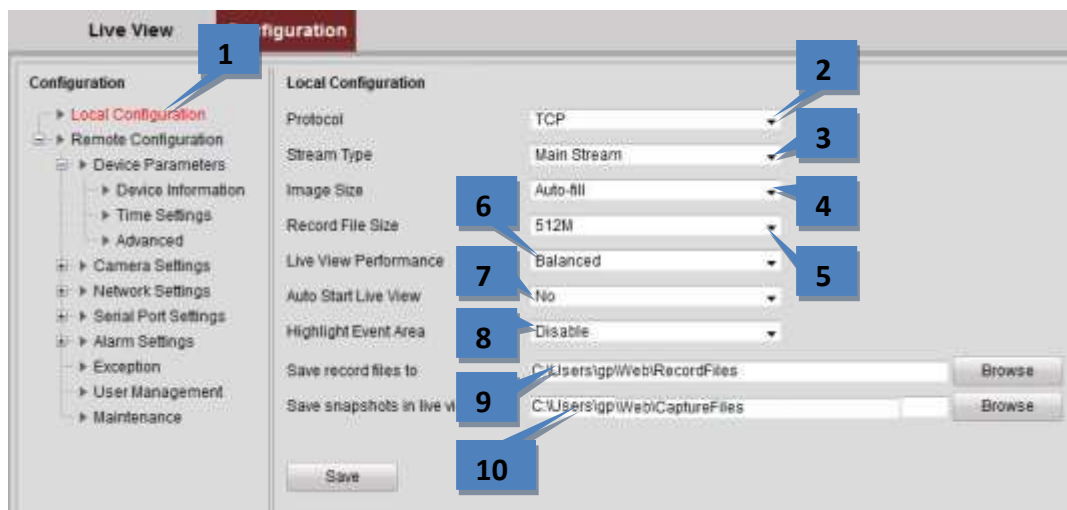 Live View
figuration
1
Configuration
Local Configuration
Remote Configuration
Device Parameters
Device Information
Time Settings
Advanced
Camera Settings
Network Settings
Serial Port Settings
Alarm Settings
Exception
User Management
Maintenance
Local Configuration
Protocol TCP 2
Stream Type Main Stream 3
Image Size Auto-fill 4
Record File Size 512M 5
6 Live View Performance Balanced
7 Auto Start Live View No
8 Highlight Event Area Disable
Save record files to C:\Users\gp\Web\RecordFiles Browse
9
Save snapshots in live vi C:\Users\gp\Web\CaptureFiles Browse
10
Save